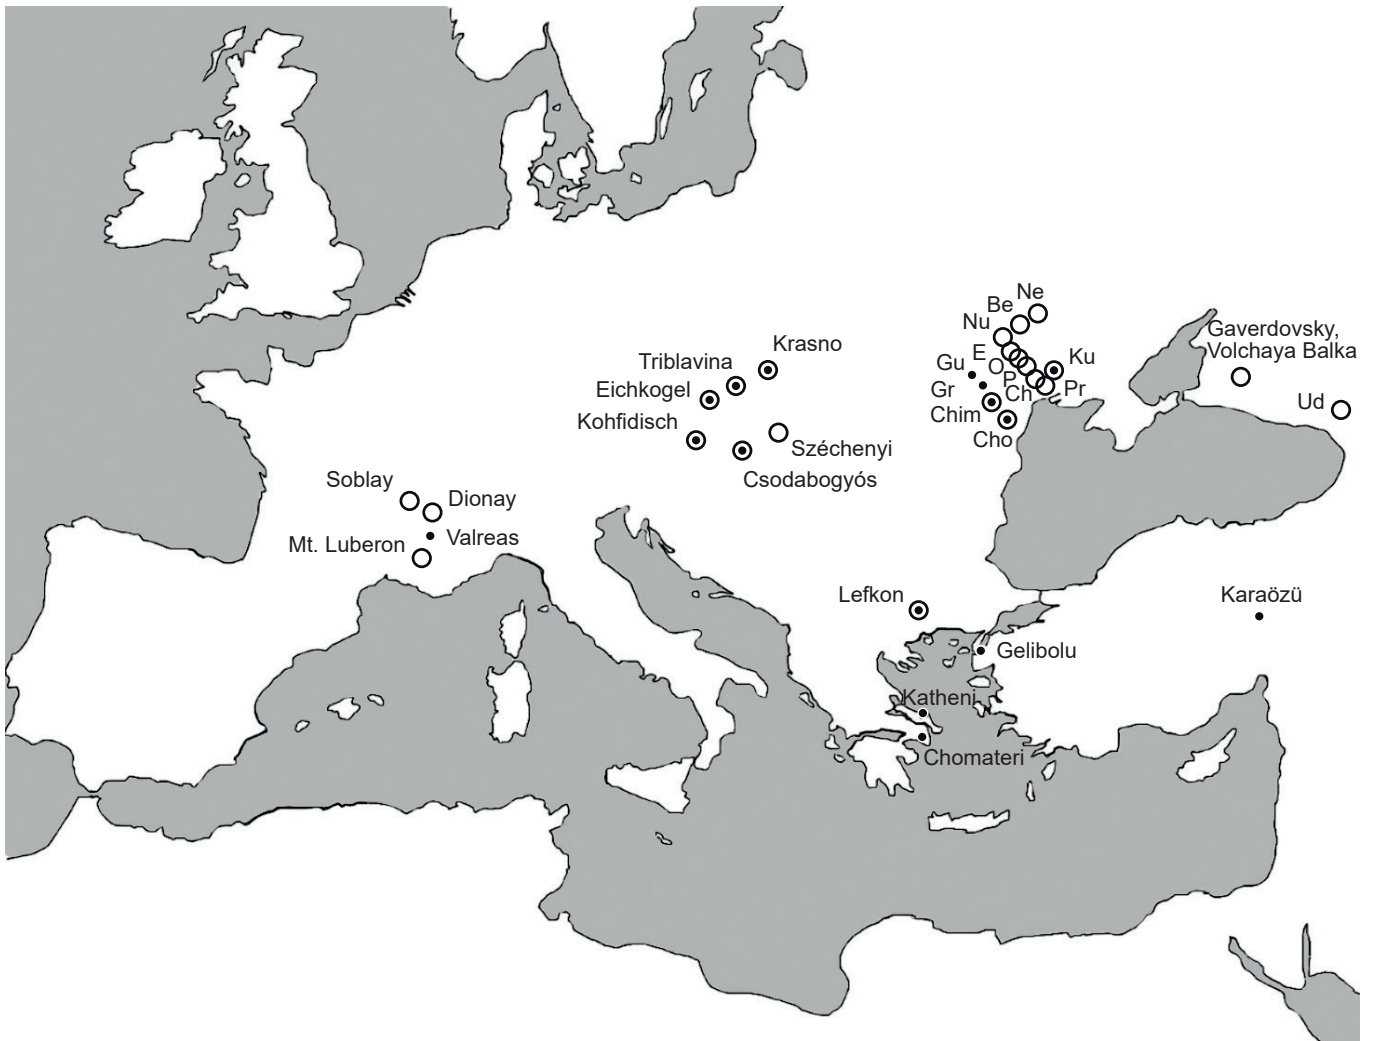 Ne
Be
Nu
Gaverdovsky,
Volchaya Balka
Krasno
Triblavina
E
Ku
Gu
O
P
Eichkogel
Gr
Ch
Pr
Ud
Chim
Kohfidisch
Cho
Széchenyi
Csodabogyós
Soblay
Dionay
Valreas
Mt. Luberon
Lefkon
Karaözü
Gelibolu
Katheni
Chomateri